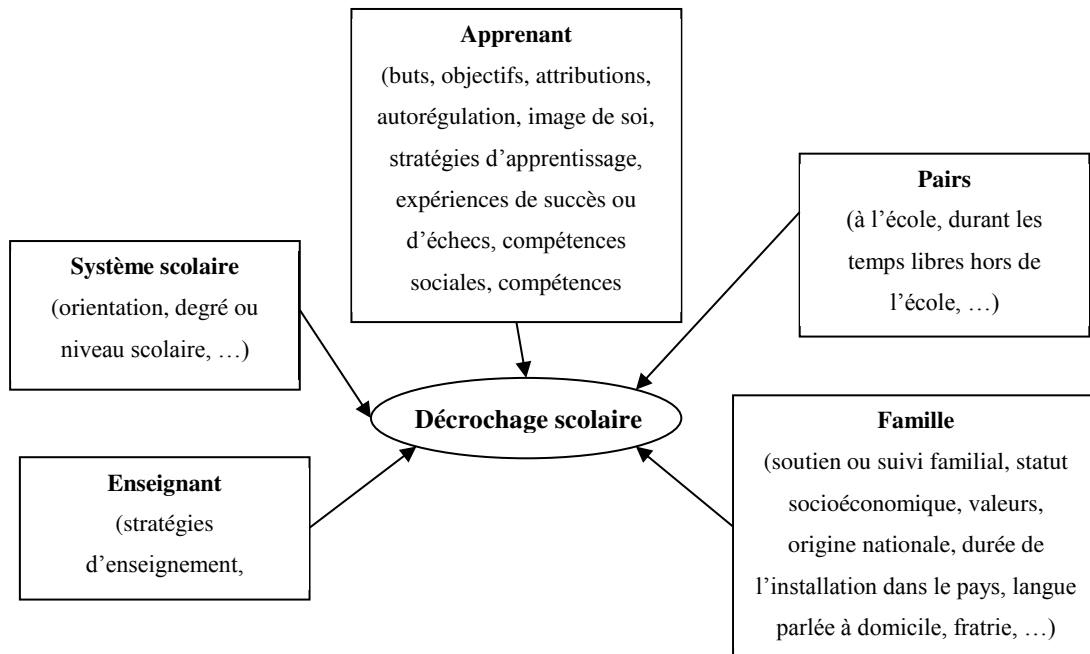 Apprenant
(buts, objectifs, attributions,
autorégulation, image de soi,
stratégies d’apprentissage,
expériences de succès ou
d’échecs, compétences
sociales, compétences
Pairs
(à l’école, durant les
temps libres hors de
l’école, …)
Système scolaire
(orientation, degré ou
niveau scolaire, …)
Décrochage scolaire
Enseignant
(stratégies
d’enseignement,
Famille
(soutien ou suivi familial, statut
socioéconomique, valeurs,
origine nationale, durée de
l’installation dans le pays, langue
parlée à domicile, fratrie, …)